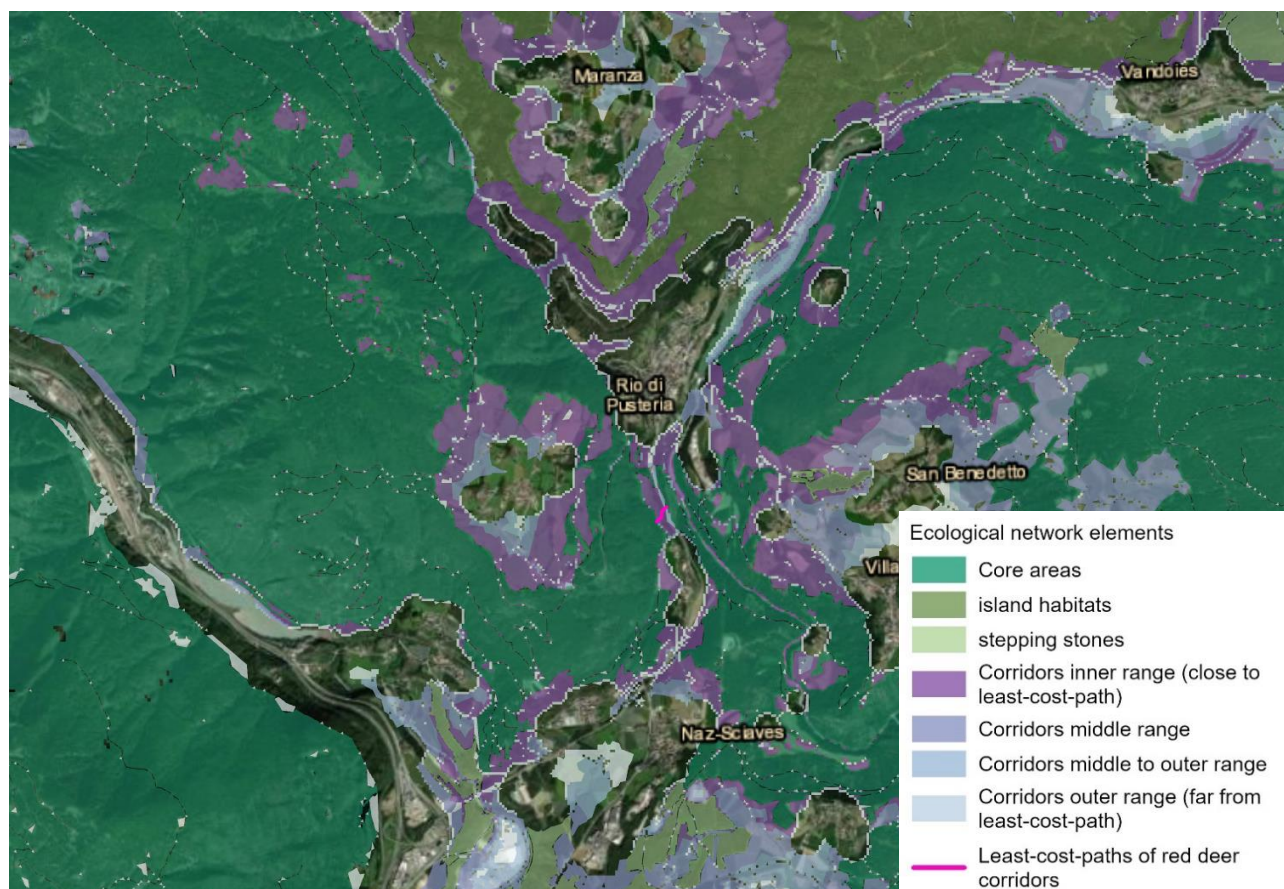 Maranza
Vandoies
Rio di
Pusteria
San Benedetto
Villa
Naz-Sciaves
Ecological network elements
Core areas
island habitats
stepping stones
Corridors inner range (close to
least-cost-path)
Corridors middle range
Corridors middle to outer range
Corridors outer range (far from
least-cost-path)
Least-cost-paths of red deer
corridors